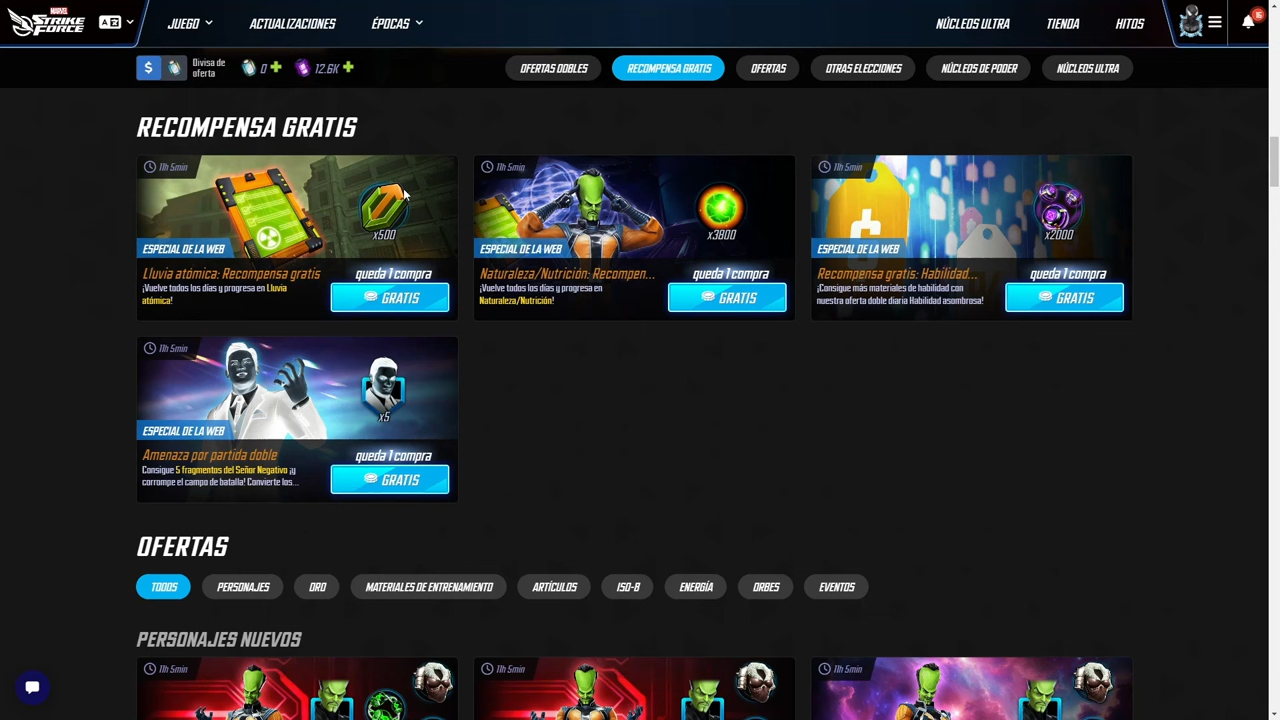 MARVEL
STRIKE
FORCE
JUEGO
ACTUALIZACIONES
ÉPOCAS
NÚCLEOS ULTRA
TIENDA
HITOS
16
$
Divisa de
oferta
0
12.6K
OFERTAS DOBLES
RECOMPENSA GRATIS
OFERTAS
OTRAS ELECCIONES
NÚCLEOS DE PODER
NÚCLEOS ULTRA
RECOMPENSA GRATIS
11h 5min
x500
ESPECIAL DE LA WEB
Lluvia atómica: Recompensa gratis
¡Vuelve todos los días y progresa en Lluvia
atómica!
queda 1 compra
GRATIS
11h 5min
x3800
ESPECIAL DE LA WEB
Naturaleza/Nutrición: Recompen...
¡Vuelve todos los días y progresa en
Naturaleza/Nutrición!
queda 1 compra
GRATIS
11h 5min
x2000
ESPECIAL DE LA WEB
Recompensa gratis: Habilidad...
¡Consigue más materiales de habilidad con
nuestra oferta doble diaria Habilidad asombrosa!
queda 1 compra
GRATIS
11h 5min
x5
ESPECIAL DE LA WEB
Amenaza por partida doble
Consigue 5 fragmentos del Señor Negativo ¡y
corrompe el campo de batalla! Convierte los...
queda 1 compra
GRATIS
OFERTAS
TODOS
PERSONAJES
ORO
MATERIALES DE ENTRENAMIENTO
ARTÍCULOS
ISO-8
ENERGÍA
ORBES
EVENTOS
PERSONAJES NUEVOS
11h 5min
11h 5min
11h 5min